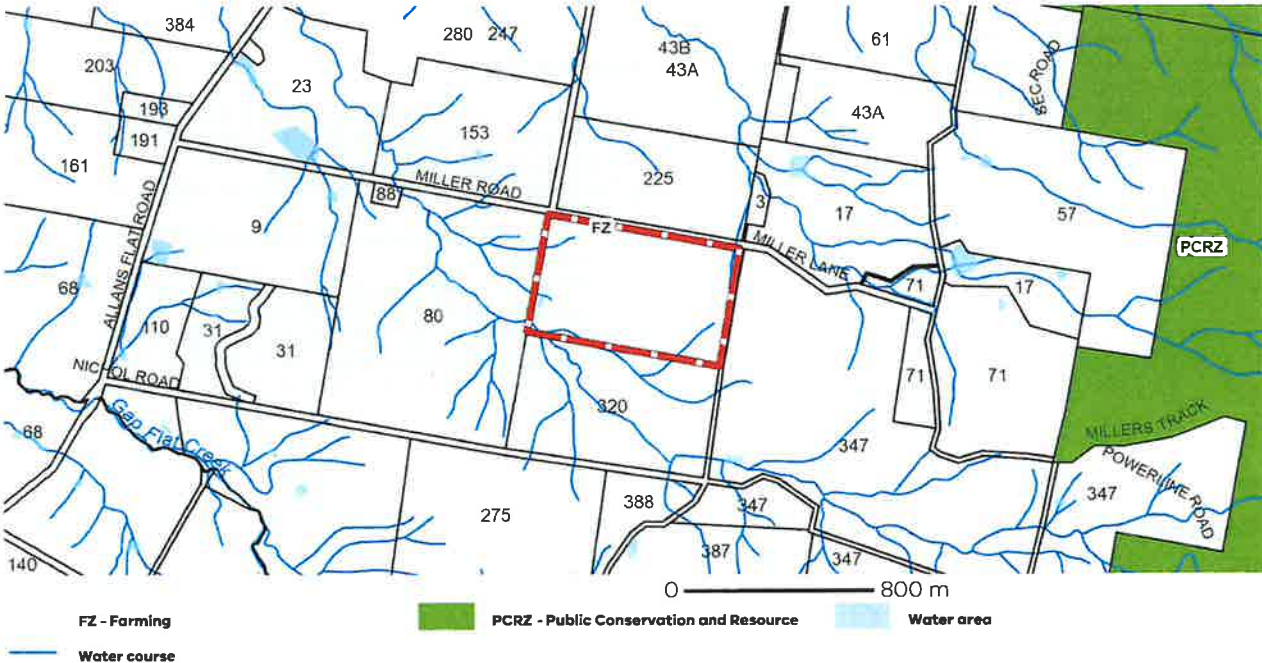 384
280 247
43B
43A
61
SEC ROAD
203
23
193
153
43A
191
161
MILLER ROAD
225
88
3
17
57
ALLANS FLAT ROAD
9
FZ
MILLER LANE
PCRZ
68
71
17
110
31
80
31
71
71
NICHOL ROAD
320
Gap Flat Creek
68
347
MILLERS TRACK
POWERLINE ROAD
275
388
347
347
387
347
140
0 800 m
FZ - Farming
PCRZ - Public Conservation and Resource
Water area
Water course